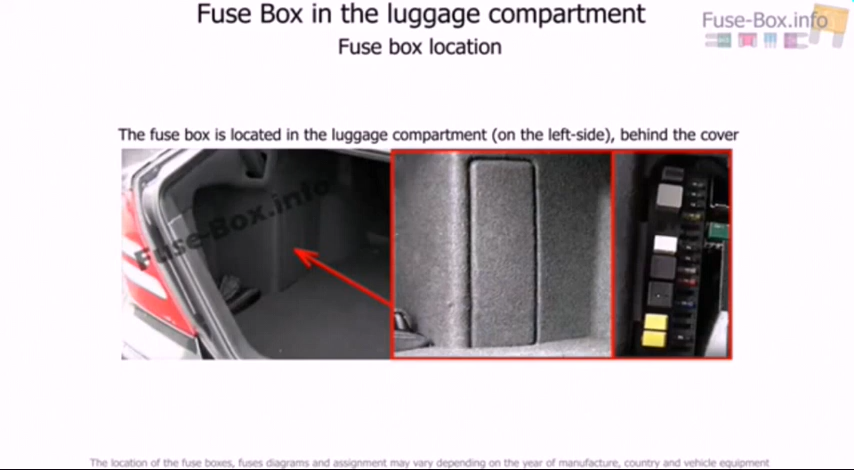 Fuse Box in the luggage compartment
Fuse-Box.info
Fuse box location
The fuse box is located in the luggage compartment (on the left-side), behind the cover
Fuse-Box.info
The location of the fuse boxes, fuses diagrams and assignment may vary depending on the year of manufacture, country and vehicle equipment